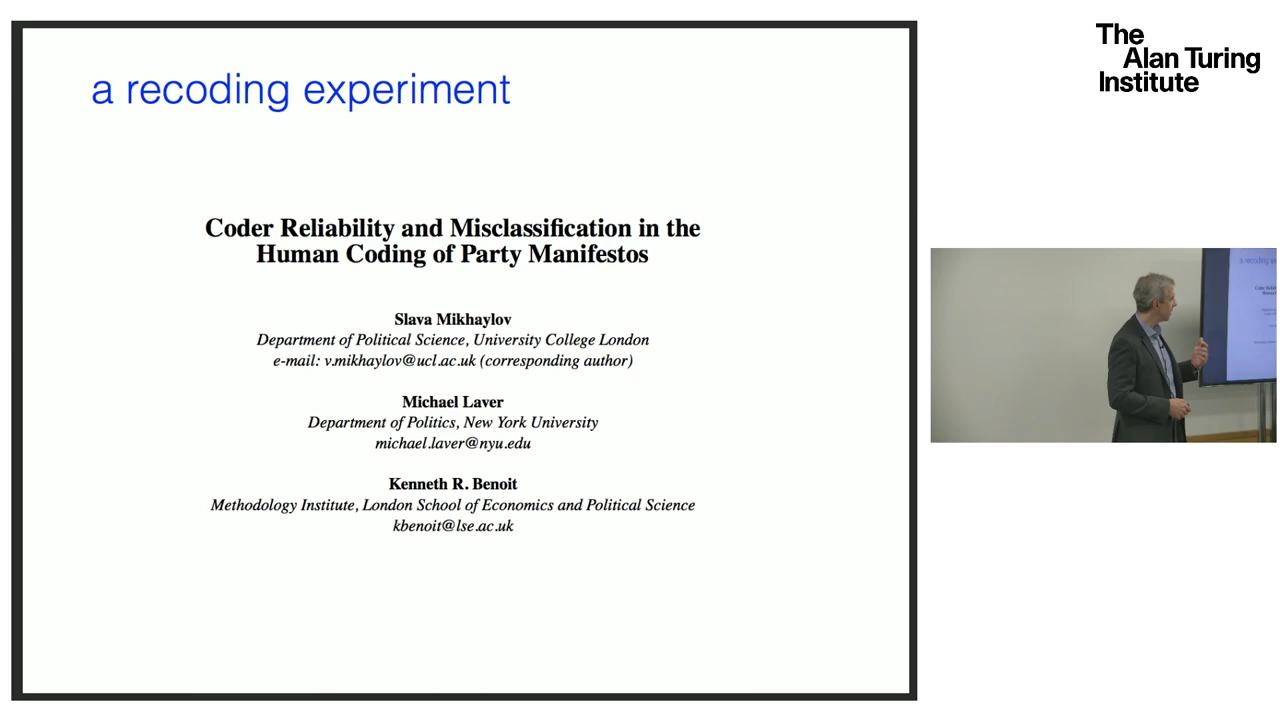 a recoding experiment
Coder Reliability and Misclassification in the
Human Coding of Party Manifestos
Slava Mikhaylov
Department of Political Science, University College London
e-mail: v.mikhaylov@ucl.ac.uk (corresponding author)
Michael Laver
Department of Politics, New York University
michael.laver@nyu.edu
Kenneth R. Benoit
Methodology Institute, London School of Economics and Political Science
kbenoit@lse.ac.uk
The
Alan Turing
Institute
a recoding